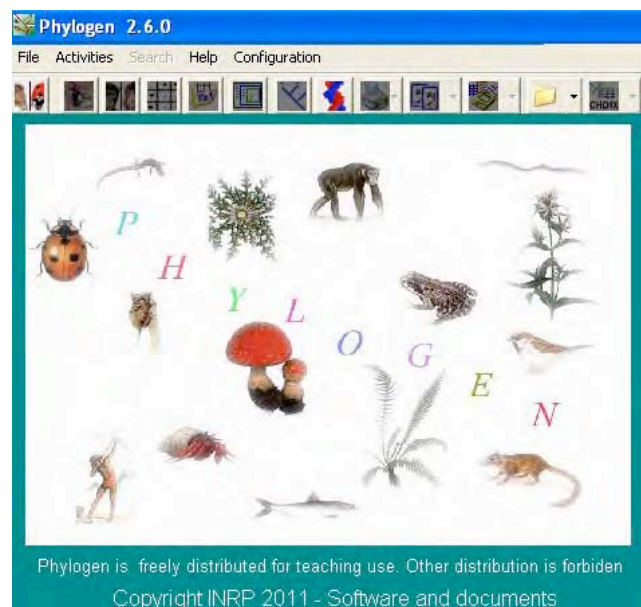 Phylogen 2.6.0
File Activities Search Help Configuration
CHOIX
P H Y L O G E N
Phylogen is freely distributed for teaching use. Other distribution is forbiden
Copyright INRP 2011 - Software and documents